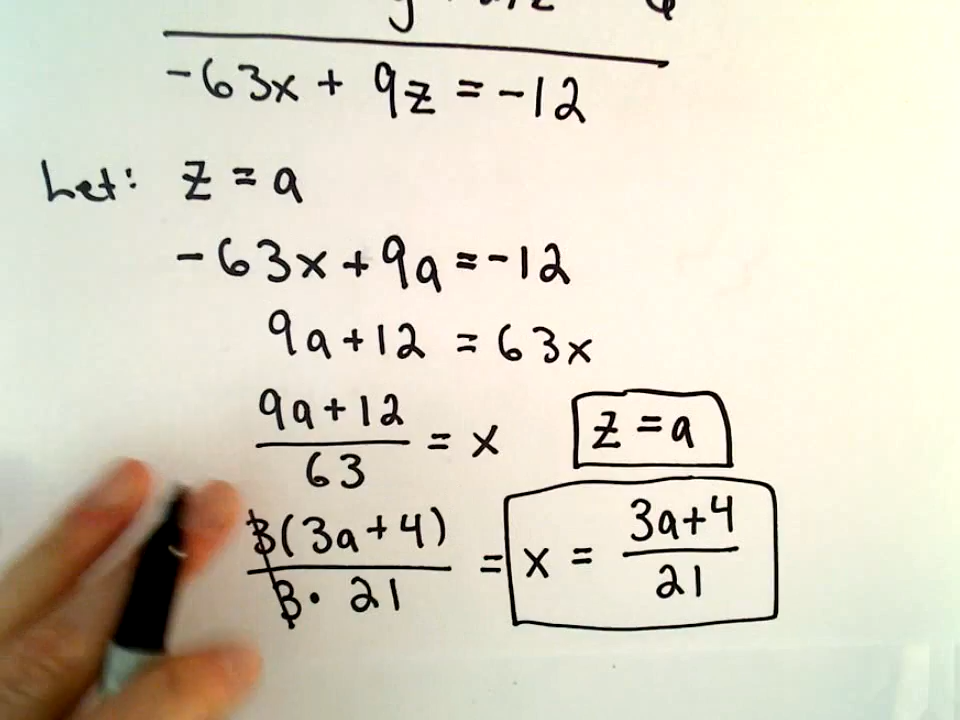 -63x + 9z = -12
Let: z = a
-63x + 9a = -12
9a + 12 = 63x
9a + 12 / 63 = x
z = a
3(3a + 4) / 3 · 21 = x = 3a + 4 / 21